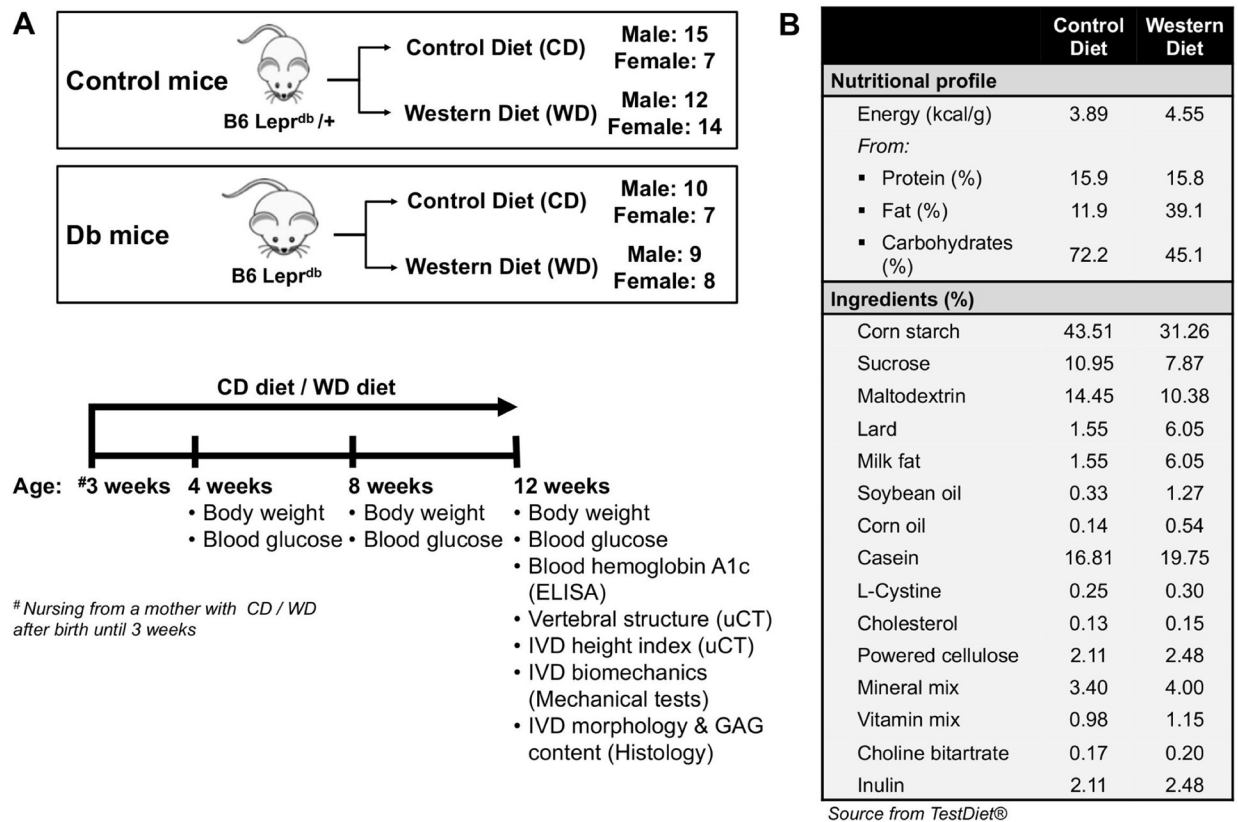 A
Control mice
B6 Lepr^db /+
Control Diet (CD)
Male: 15
Female: 7
Western Diet (WD)
Male: 12
Female: 14
Db mice
B6 Lepr^db
Control Diet (CD)
Male: 10
Female: 7
Western Diet (WD)
Male: 9
Female: 8
CD diet / WD diet
Age: #3 weeks 4 weeks 8 weeks 12 weeks
• Body weight
• Blood glucose
• Body weight
• Blood glucose
• Body weight
• Blood glucose
• Blood hemoglobin A1c
(ELISA)
• Vertebral structure (uCT)
• IVD height index (uCT)
• IVD biomechanics
(Mechanical tests)
• IVD morphology & GAG
content (Histology)
# Nursing from a mother with CD / WD
after birth until 3 weeks
B
Control Diet Western Diet
Nutritional profile
Energy (kcal/g) 3.89 4.55
From:
▪ Protein (%) 15.9 15.8
▪ Fat (%) 11.9 39.1
▪ Carbohydrates (%) 72.2 45.1
Ingredients (%)
Corn starch 43.51 31.26
Sucrose 10.95 7.87
Maltodextrin 14.45 10.38
Lard 1.55 6.05
Milk fat 1.55 6.05
Soybean oil 0.33 1.27
Corn oil 0.14 0.54
Casein 16.81 19.75
L-Cystine 0.25 0.30
Cholesterol 0.13 0.15
Powered cellulose 2.11 2.48
Mineral mix 3.40 4.00
Vitamin mix 0.98 1.15
Choline bitartrate 0.17 0.20
Inulin 2.11 2.48
Source from TestDiet®